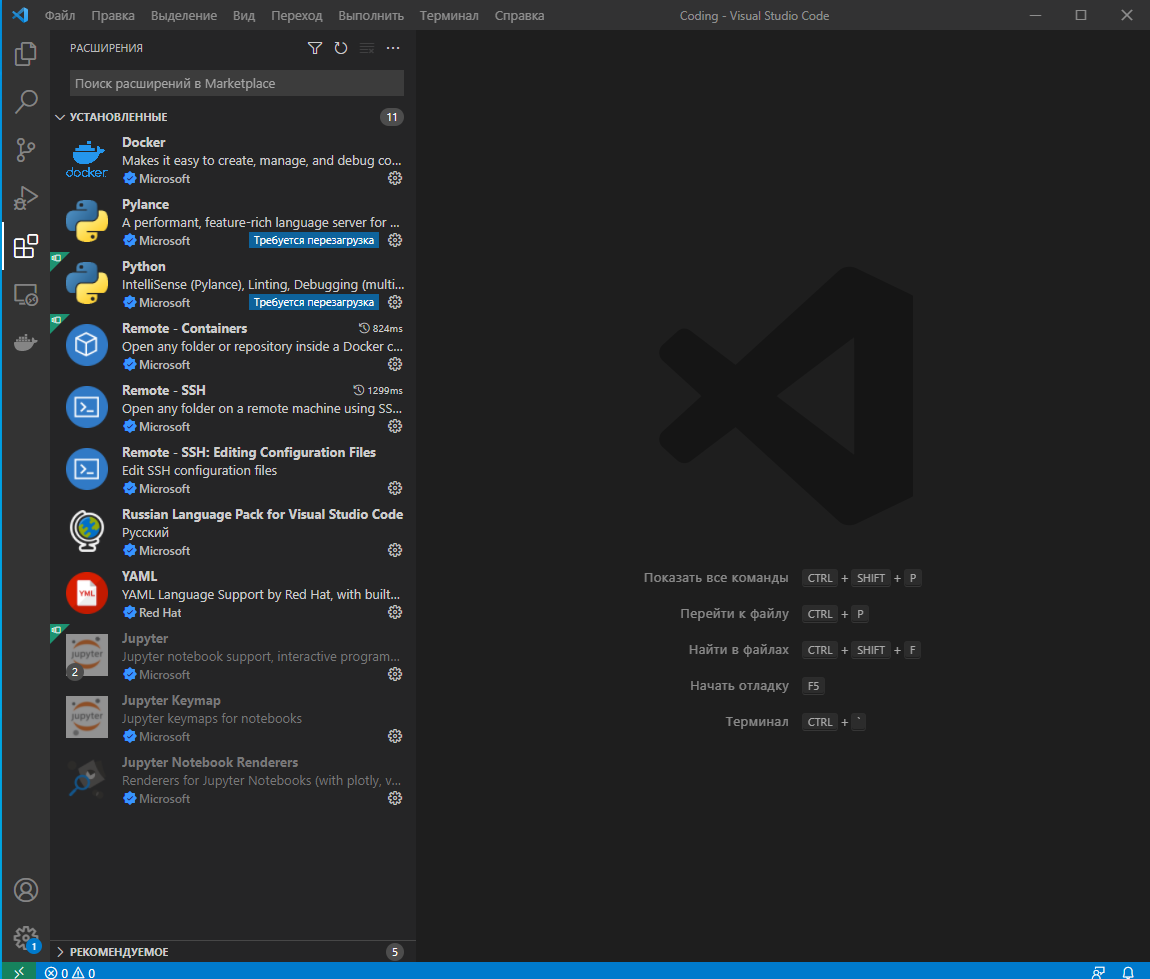 Файл Правка Выделение Вид Переход Выполнить Терминал Справка Coding - Visual Studio Code
РАСШИРЕНИЯ
Поиск расширений в Marketplace
УСТАНОВЛЕННЫЕ 11
docker
Docker
Makes it easy to create, manage, and debug co...
Microsoft
Pylance
A performant, feature-rich language server for ...
Microsoft Требуется перезагрузка
Python
IntelliSense (Pylance), Linting, Debugging (multi...
Microsoft Требуется перезагрузка
Remote - Containers 824ms
Open any folder or repository inside a Docker c...
Microsoft
Remote - SSH 1299ms
Open any folder on a remote machine using SS...
Microsoft
Remote - SSH: Editing Configuration Files
Edit SSH configuration files
Microsoft
Russian Language Pack for Visual Studio Code
Русский
Microsoft
YML
YAML
YAML Language Support by Red Hat, with built...
Red Hat
jupyter
2
Jupyter
Jupyter notebook support, interactive program...
Microsoft
jupyter
Jupyter Keymap
Jupyter keymaps for notebooks
Microsoft
Jupyter Notebook Renderers
Renderers for Jupyter Notebooks (with plotly, v...
Microsoft
Показать все команды CTRL + SHIFT + P
Перейти к файлу CTRL + P
Найти в файлах CTRL + SHIFT + F
Начать отладку F5
Терминал CTRL + `
1
РЕКОМЕНДУЕМОЕ 5
0 0